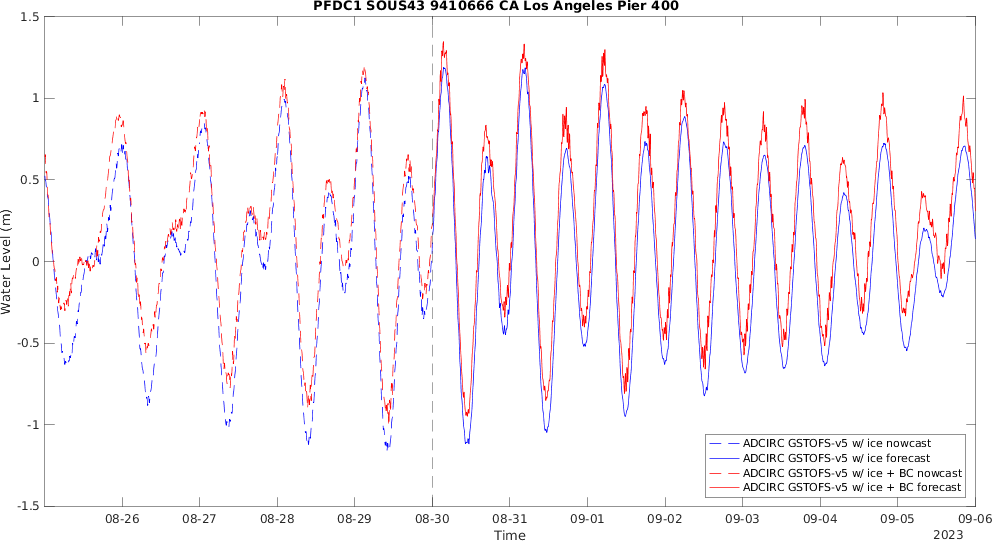 PFDC1 SOUS43 9410666 CA Los Angeles Pier 400
1.5
1
0.5
0
-0.5
-1
-1.5
Water Level (m)
08-26 08-27 08-28 08-29 08-30 08-31 09-01 09-02 09-03 09-04 09-05 09-06
Time
2023
ADCIRC GSTOFS-v5 w/ ice nowcast
ADCIRC GSTOFS-v5 w/ ice forecast
ADCIRC GSTOFS-v5 w/ ice + BC nowcast
ADCIRC GSTOFS-v5 w/ ice + BC forecast